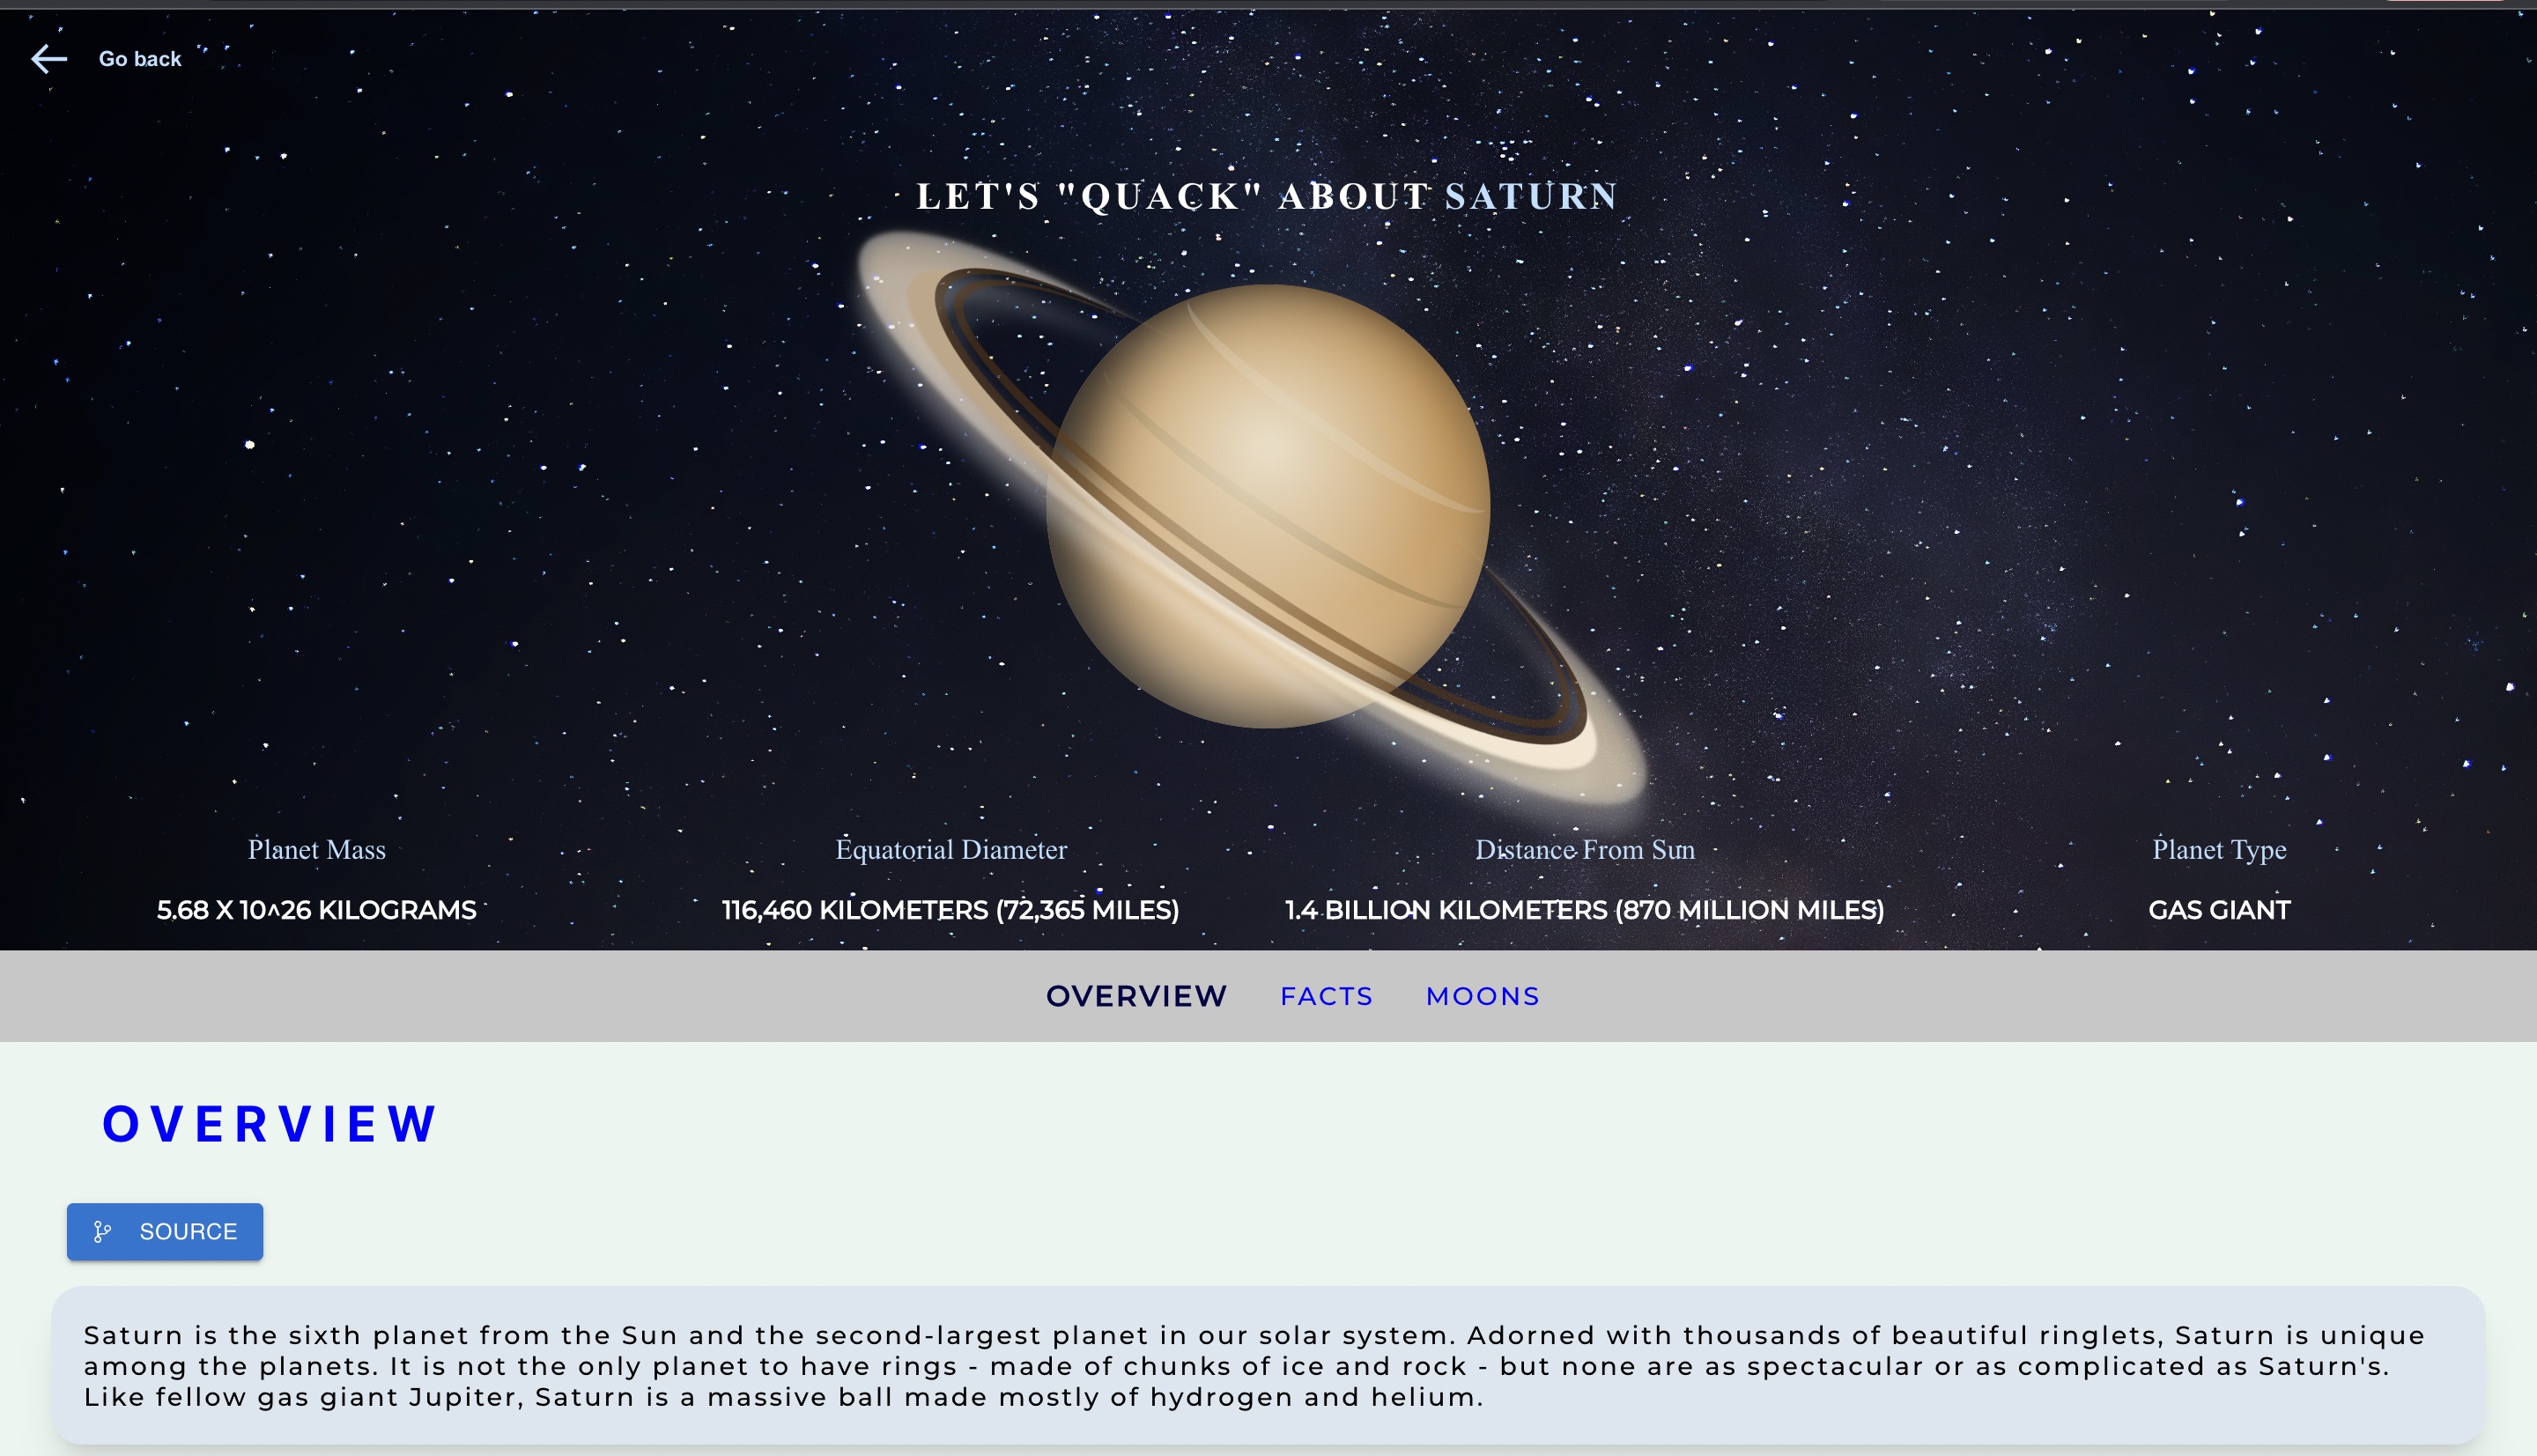 Go back
LET'S "QUACK" ABOUT SATURN
Planet Mass
5.68 X 10^26 KILOGRAMS
Equatorial Diameter
116,460 KILOMETERS (72,365 MILES)
Distance From Sun
1.4 BILLION KILOMETERS (870 MILLION MILES)
Planet Type
GAS GIANT
OVERVIEW FACTS MOONS
OVERVIEW
SOURCE
Saturn is the sixth planet from the Sun and the second-largest planet in our solar system. Adorned with thousands of beautiful ringlets, Saturn is unique
among the planets. It is not the only planet to have rings - made of chunks of ice and rock - but none are as spectacular or as complicated as Saturn's.
Like fellow gas giant Jupiter, Saturn is a massive ball made mostly of hydrogen and helium.